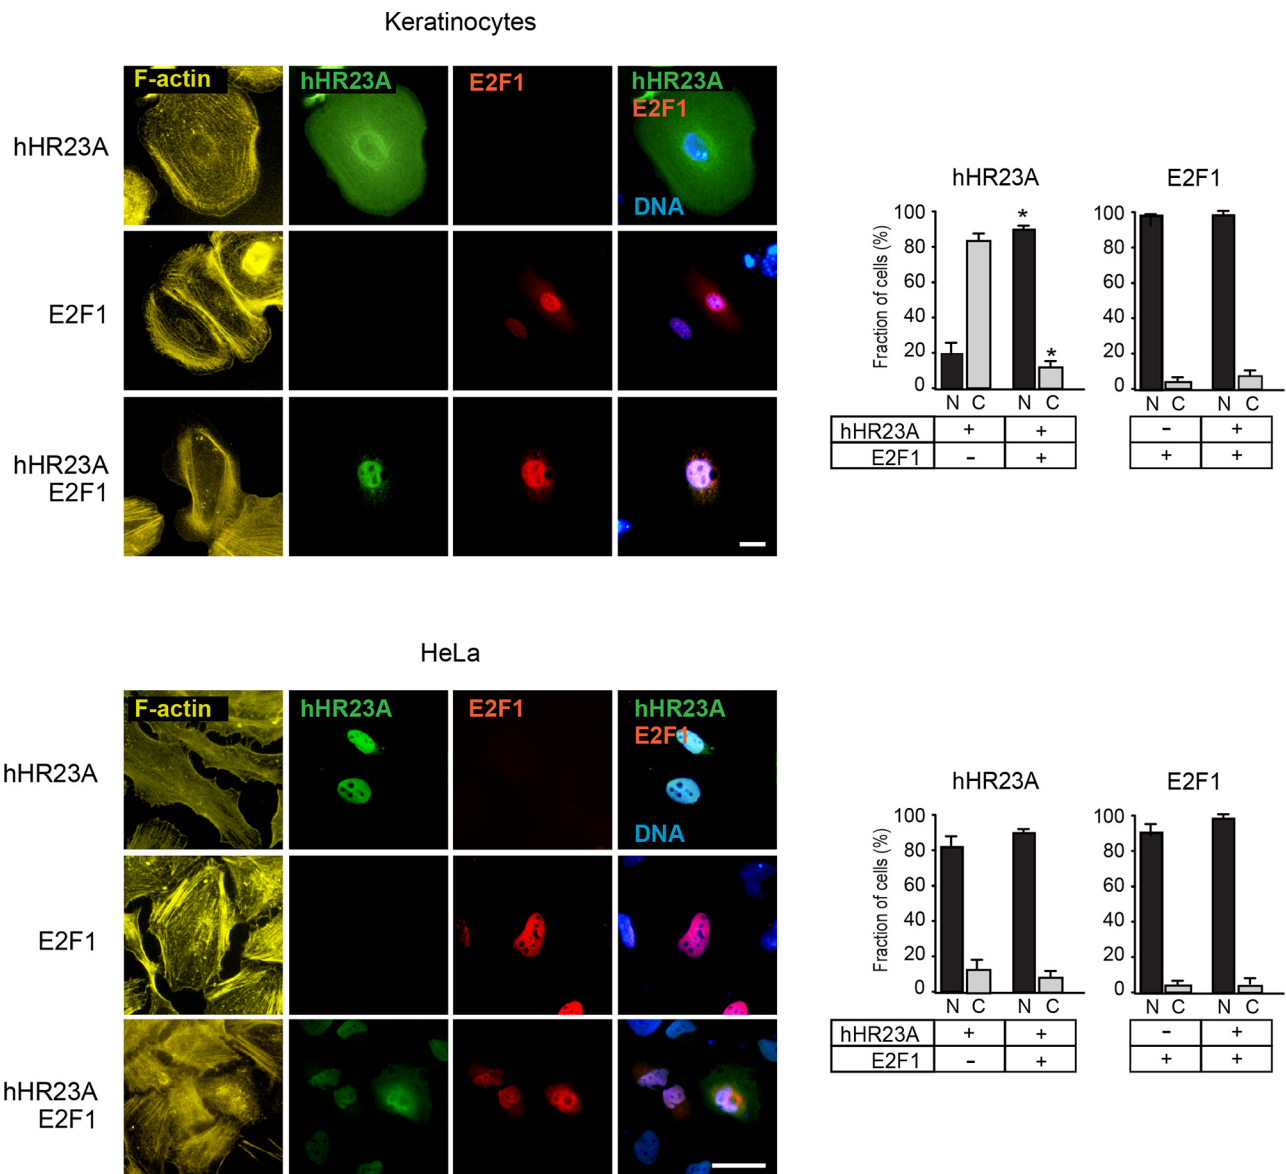 Keratinocytes
F-actin hHR23A E2F1 hHR23A
E2F1
hHR23A
DNA
E2F1
hHR23A
E2F1
hHR23A E2F1
Fraction of cells (%)
100 100
80 80
60 60
40 40
20 20
0 0
* *
N C N C N C N C
hHR23A + + - +
E2F1 - + + +
HeLa
F-actin hHR23A E2F1 hHR23A
E2F1
hHR23A
DNA
E2F1
hHR23A
E2F1
hHR23A E2F1
Fraction of cells (%)
100 100
80 80
60 60
40 40
20 20
0 0
N C N C N C N C
hHR23A + + - +
E2F1 - + + +